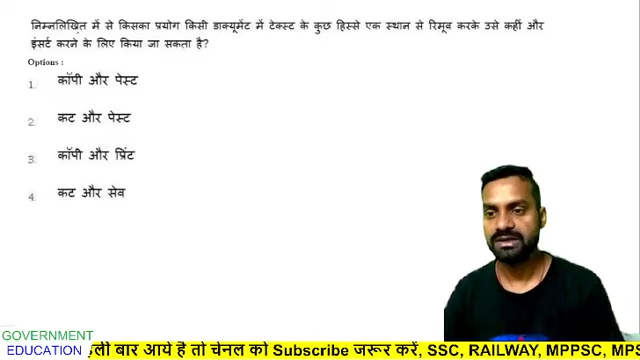 निम्नलिखित में से किसका प्रयोग किसी डाक्यूमेंट में टेक्स्ट के कुछ हिस्से एक स्थान से रिमूव करके उसे कहीं और
इंसर्ट करने के लिए किया जा सकता है?
Options :
1. कॉपी और पेस्ट
2. कट और पेस्ट
3. कॉपी और प्रिंट
4. कट और सेव
GOVERNMENT
EDUCATION
हली बार आये है तो चेनल को Subscribe जरूर करें, SSC, RAILWAY, MPPSC, MPS